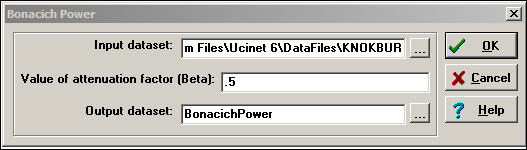 Bonacich Power
Input dataset: m Files\Ucinet 6\DataFiles\KNOKBUR ...
OK
Value of attenuation factor (Beta): .5
Cancel
Output dataset: BonacichPower ...
Help